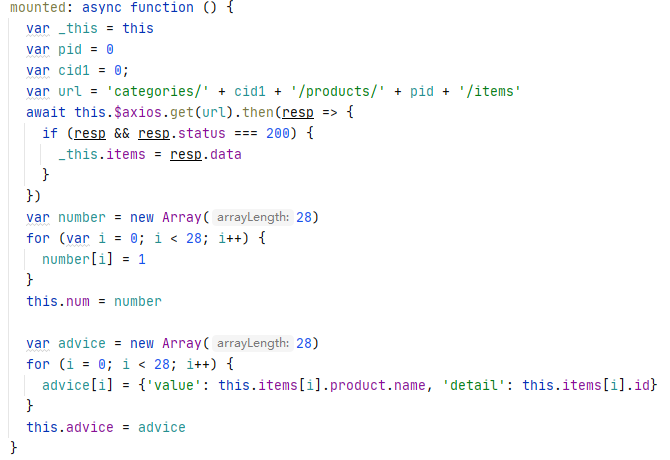 mounted: async function () {
  var _this = this
  var pid = 0
  var cid1 = 0;
  var url = 'categories/' + cid1 + '/products/' + pid + '/items'
  await this.$axios.get(url).then(resp => {
    if (resp && resp.status === 200) {
      _this.items = resp.data
    }
  })
  var number = new Array( arrayLength: 28)
  for (var i = 0; i < 28; i++) {
    number[i] = 1
  }
  this.num = number

  var advice = new Array( arrayLength: 28)
  for (i = 0; i < 28; i++) {
    advice[i] = {'value': this.items[i].product.name, 'detail': this.items[i].id}
  }
  this.advice = advice
}